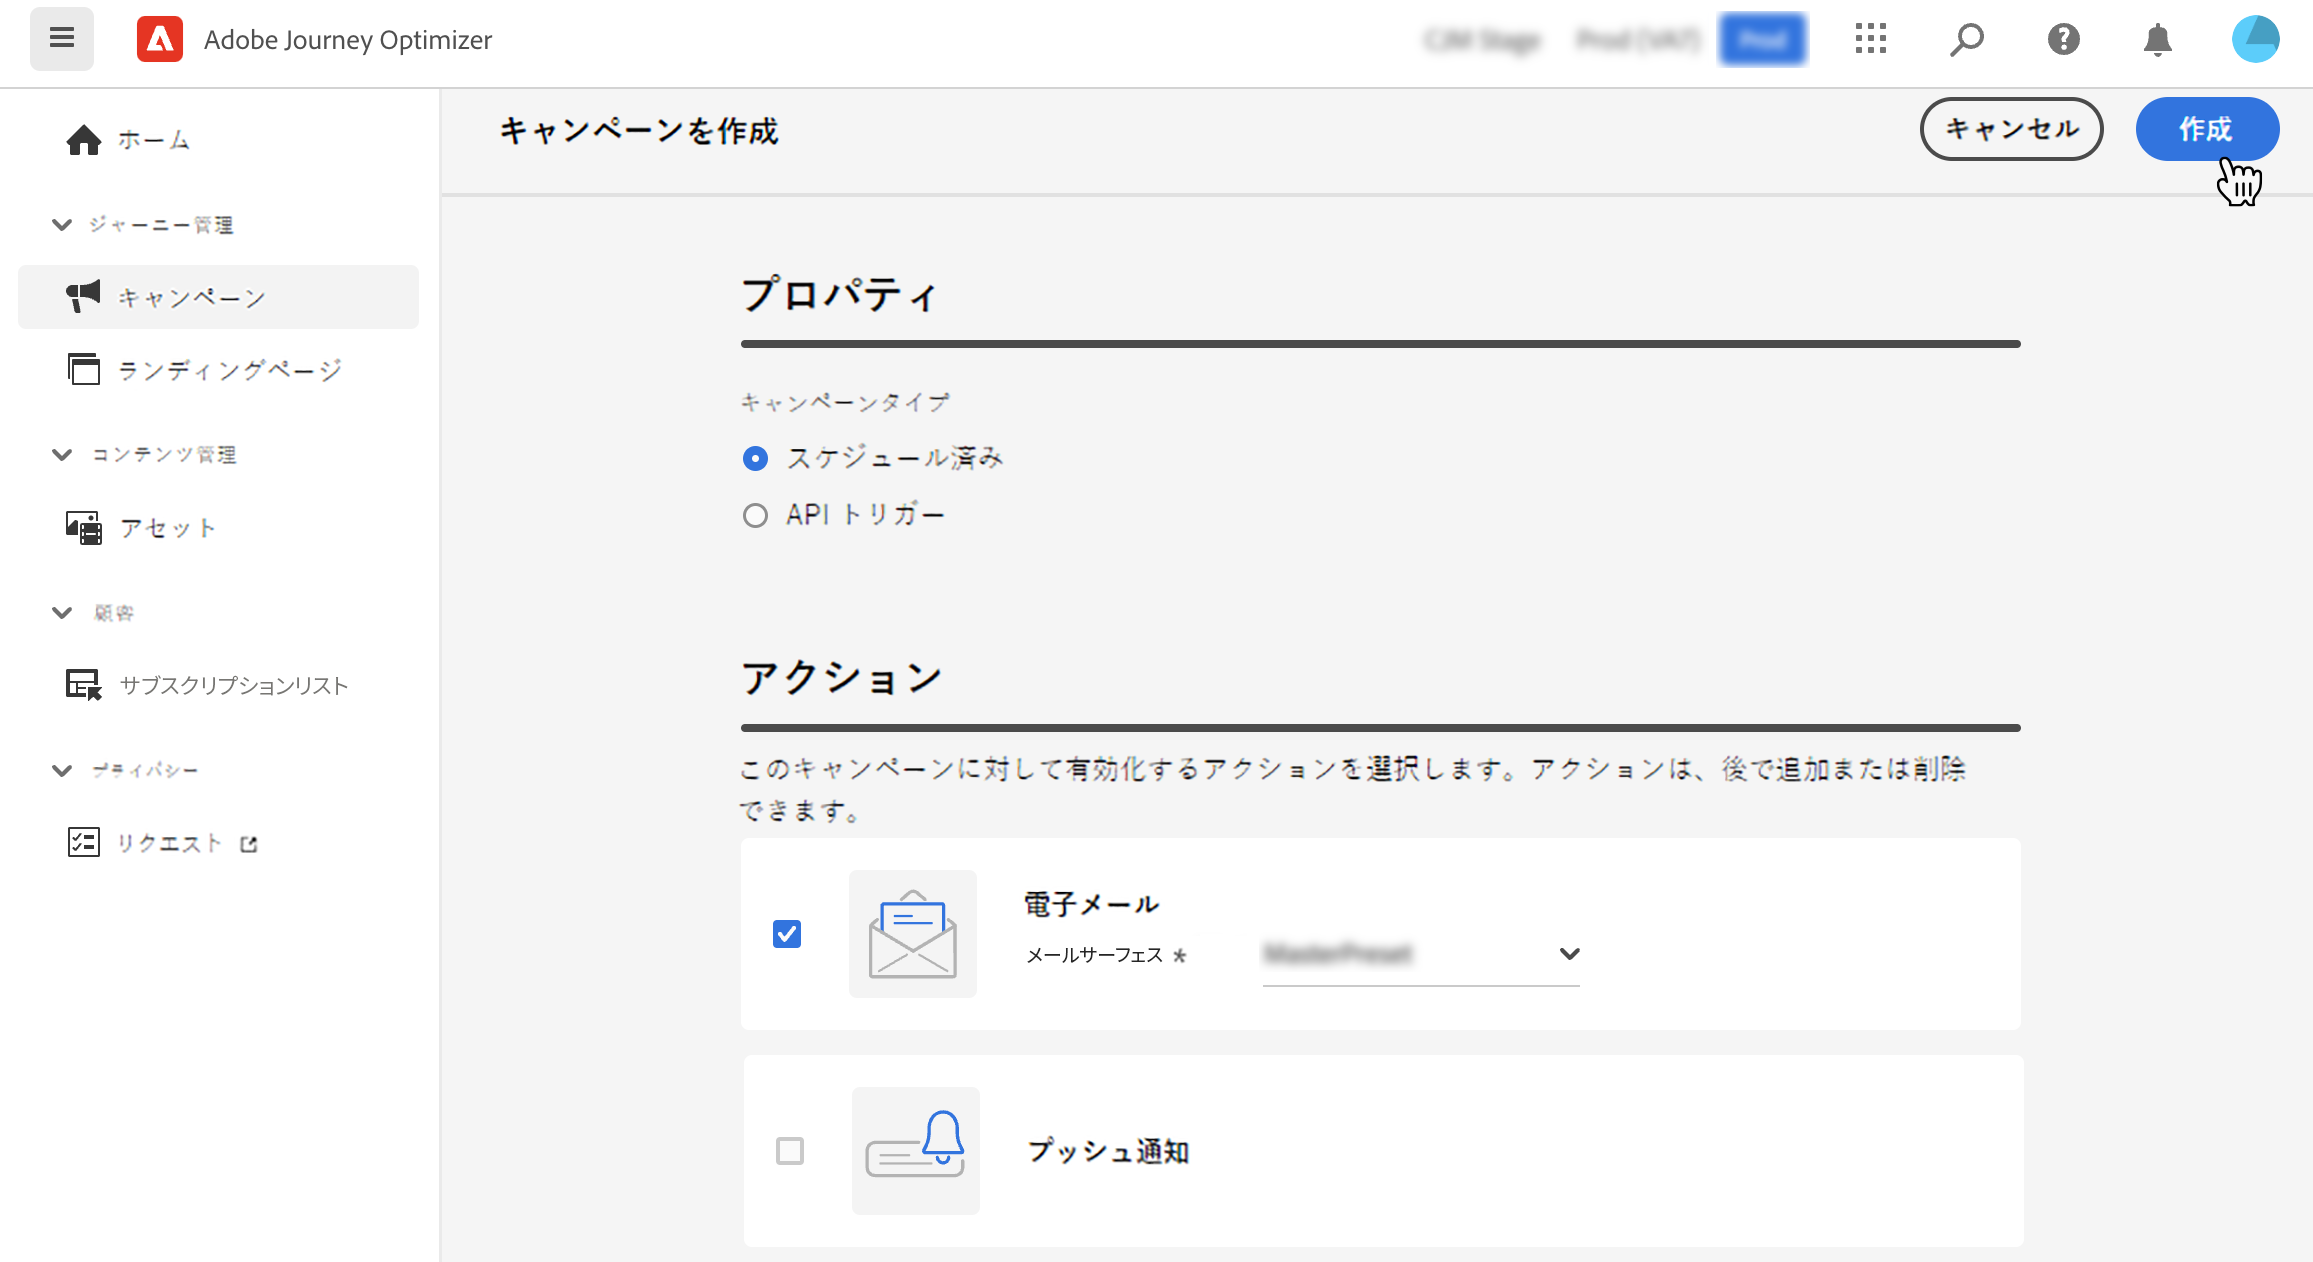 Adobe Journey Optimizer
ホーム
ジャーニー管理
キャンペーン
ランディングページ
コンテンツ管理
アセット
顧客
サブスクリプションリスト
プライバシー
リクエスト
キャンペーンを作成
キャンセル
作成
プロパティ
キャンペーンタイプ
スケジュール済み
API トリガー
アクション
このキャンペーンに対して有効化するアクションを選択します。アクションは、後で追加または削除
できます。
電子メール
メールサーフェス *
プッシュ通知